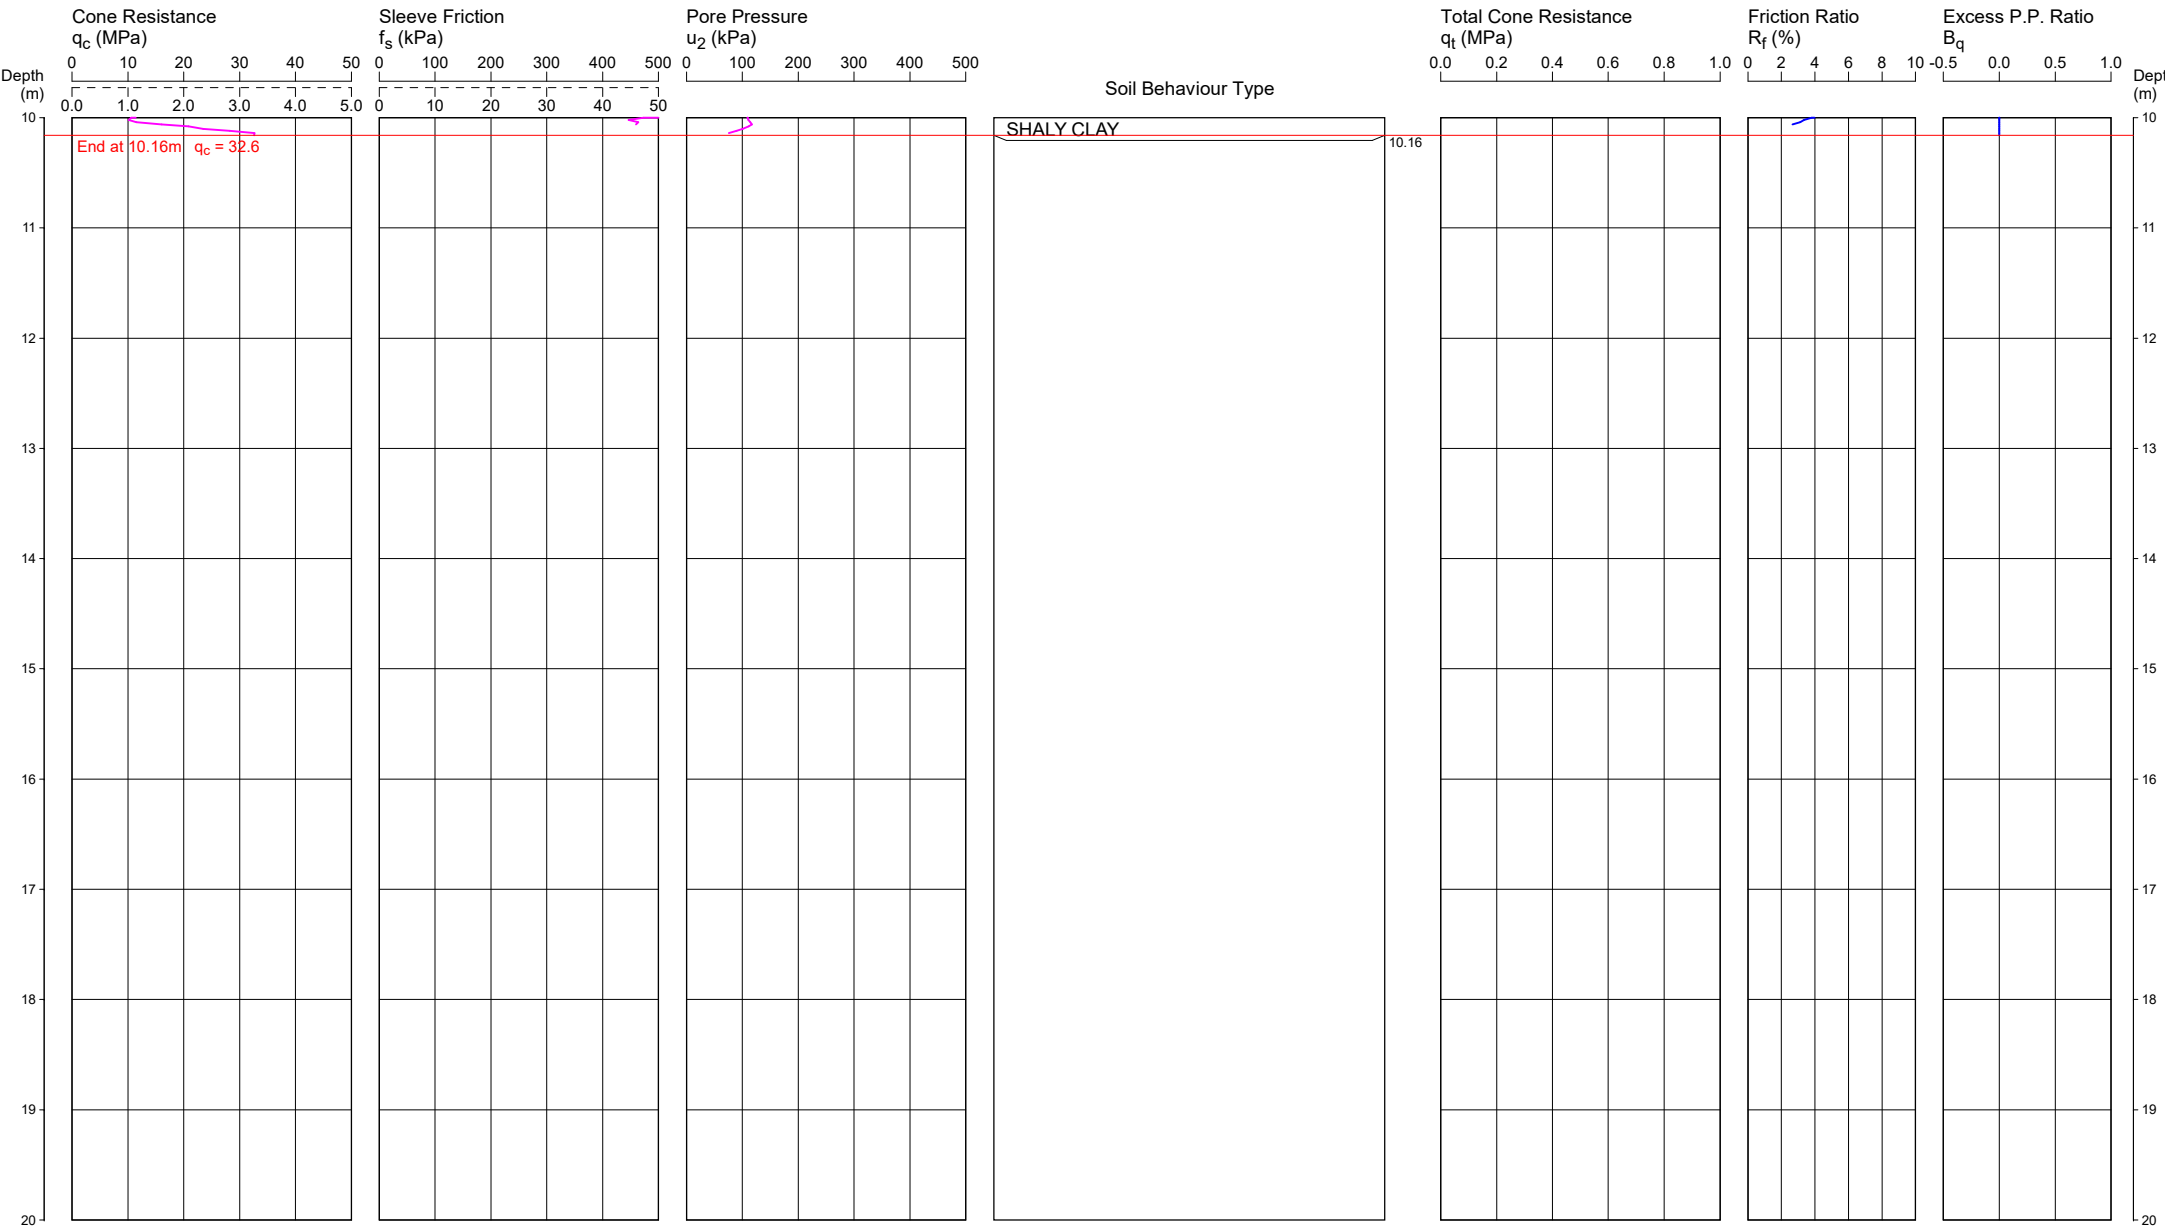 Cone Resistance Sleeve Friction Pore Pressure Total Cone Resistance Friction Ratio Excess P.P. Ratio
qc (MPa) fs (kPa) u2 (kPa) qt (MPa) Rf (%) Bq
0 10 20 30 40 50 0 100 200 300 400 500 0 100 200 300 400 500 0.0 0.2 0.4 0.6 0.8 1.0 0 2 4 6 8 10 -0.5 0.0 0.5 1.0
Depth Dept
(m) Soil Behaviour Type (m)
0.0 1.0 2.0 3.0 4.0 5.0 0 10 20 30 40 50
10 SHALY CLAY 10
End at 10.16m qc = 32.6 10.16
11 11
12 12
13 13
14 14
15 15
16 16
17 17
18 18
19 19
20 20